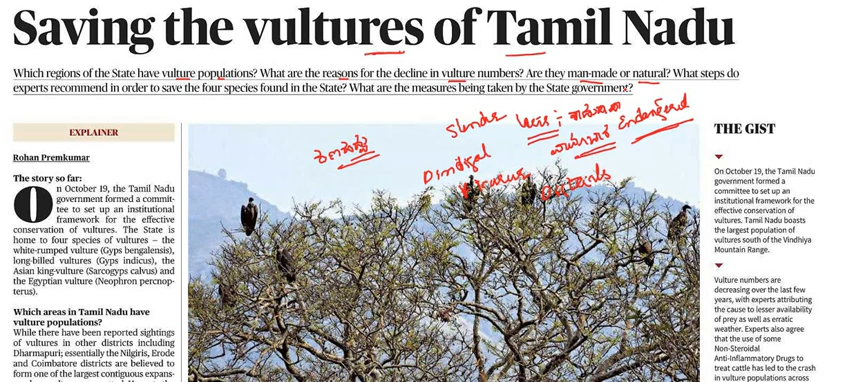 Saving the vultures of Tamil Nadu
Which regions of the State have vulture populations? What are the reasons for the decline in vulture numbers? Are they man-made or natural? What steps do
experts recommend in order to save the four species found in the State? What are the measures being taken by the State government?
EXPLAINER
Rohan Premkumar
The story so far:
On October 19, the Tamil Nadu
government formed a commit-
tee to set up an institutional
framework for the effective
conservation of vultures. The State is
home to four species of vultures – the
white-rumped vulture (Gyps bengalensis),
long-billed vultures (Gyps indicus), the
Asian king-vulture (Sarcogyps calvus) and
the Egyptian vulture (Neophron percnop-
terus).
Which areas in Tamil Nadu have
vulture populations?
While there have been reported sightings
of vultures in other districts including
Dharmapuri; essentially the Nilgiris, Erode
and Coimbatore districts are believed to
form one of the largest contiguous expans-
Endangered
Dindigul
THE GIST
On October 19, the Tamil Nadu
government formed a
committee to set up an
institutional framework for the
effective conservation of
vultures. Tamil Nadu boasts
the largest population of
vultures south of the Vindhiya
Mountain Range.
Vulture numbers are
decreasing over the last few
years, with experts attributing
the cause to lesser availability
of prey as well as erratic
weather. Experts also agree
that the use of some
Non-Steroidal
Anti-Inflammatory Drugs to
treat cattle has led to the crash
in vulture populations across